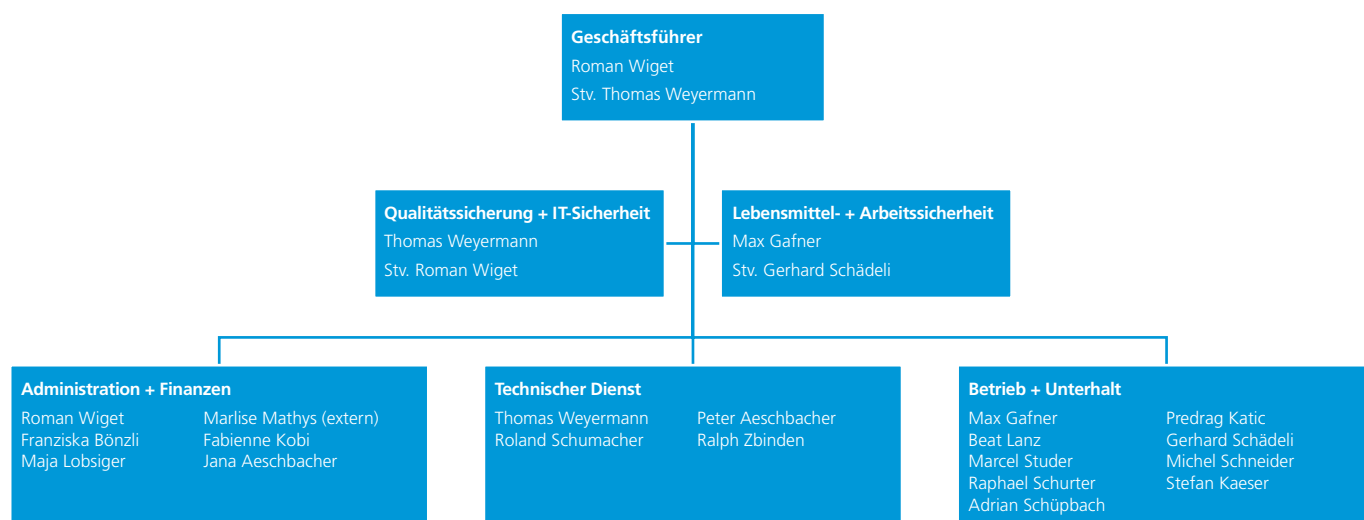 Geschäftsführer
Roman Wiget
Stv. Thomas Weyermann
Qualitätssicherung + IT-Sicherheit
Thomas Weyermann
Stv. Roman Wiget
Lebensmittel- + Arbeitssicherheit
Max Gafner
Stv. Gerhard Schädeli
Administration + Finanzen
Roman Wiget
Franziska Bönzli
Maja Lobsiger
Marlise Mathys (extern)
Fabienne Kobi
Jana Aeschbacher
Technischer Dienst
Thomas Weyermann
Roland Schumacher
Peter Aeschbacher
Ralph Zbinden
Betrieb + Unterhalt
Max Gafner
Beat Lanz
Marcel Studer
Raphael Schurter
Adrian Schüpbach
Predrag Katic
Gerhard Schädeli
Michel Schneider
Stefan Kaeser